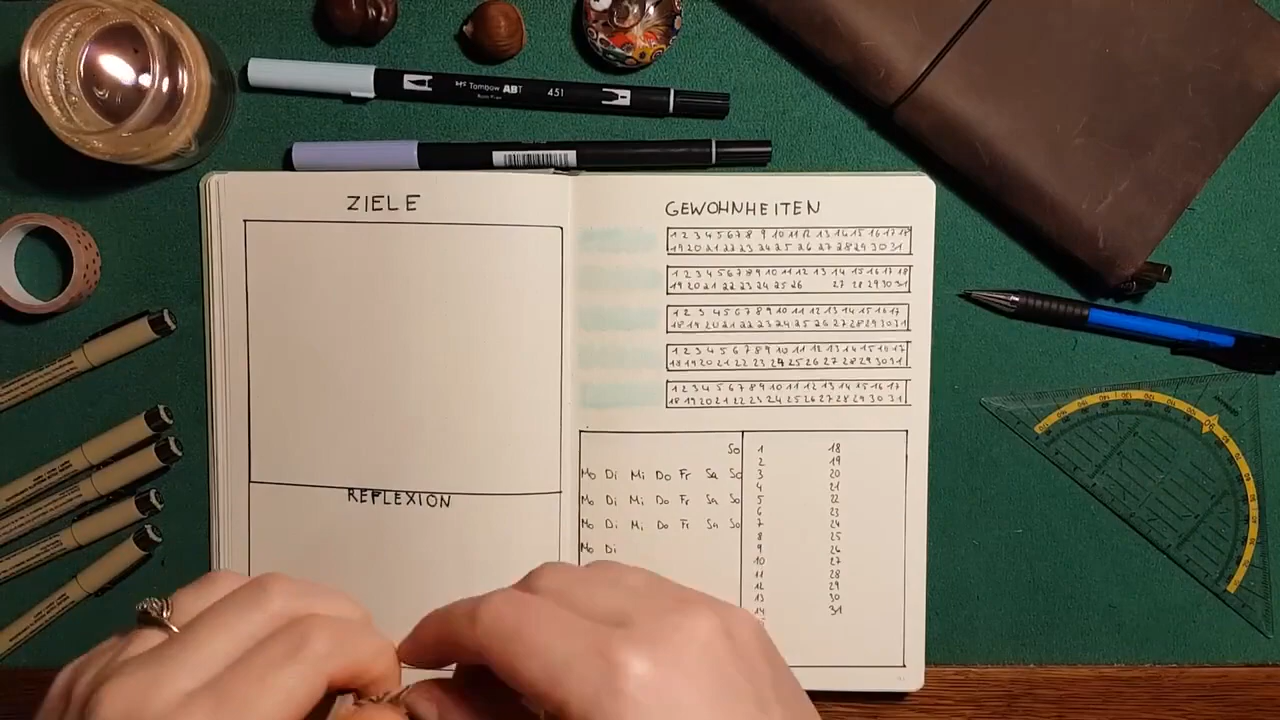 Tombow ABT 451
ZIELE
REFLEXION
GEWOHNHEITEN
1 2 3 4 5 6 7 8 9 10 11 12 13 14 15 16 17 18
19 20 21 22 23 24 25 26 27 28 29 30 31
1 2 3 4 5 6 7 8 9 10 11 12 13 14 15 16 17 18
19 20 21 22 23 24 25 26 27 28 29 30 31
1 2 3 4 5 6 7 8 9 10 11 12 13 14 15 16 17
18 19 20 21 22 23 24 25 26 27 28 29 30 31
1 2 3 4 5 6 7 8 9 10 11 12 13 14 15 16 17
18 19 20 21 22 23 24 25 26 27 28 29 30 31
1 2 3 4 5 6 7 8 9 10 11 12 13 14 15 16 17
18 19 20 21 22 23 24 25 26 27 28 29 30 31
So
Mo Di Mi Do Fr Sa So
Mo Di Mi Do Fr Sa So
Mo Di Mi Do Fr Sa So
Mo Di
1 18
2 19
3 20
4 21
5 22
6 23
7 24
8 25
9 26
10 27
11 28
12 29
13 30
14 31